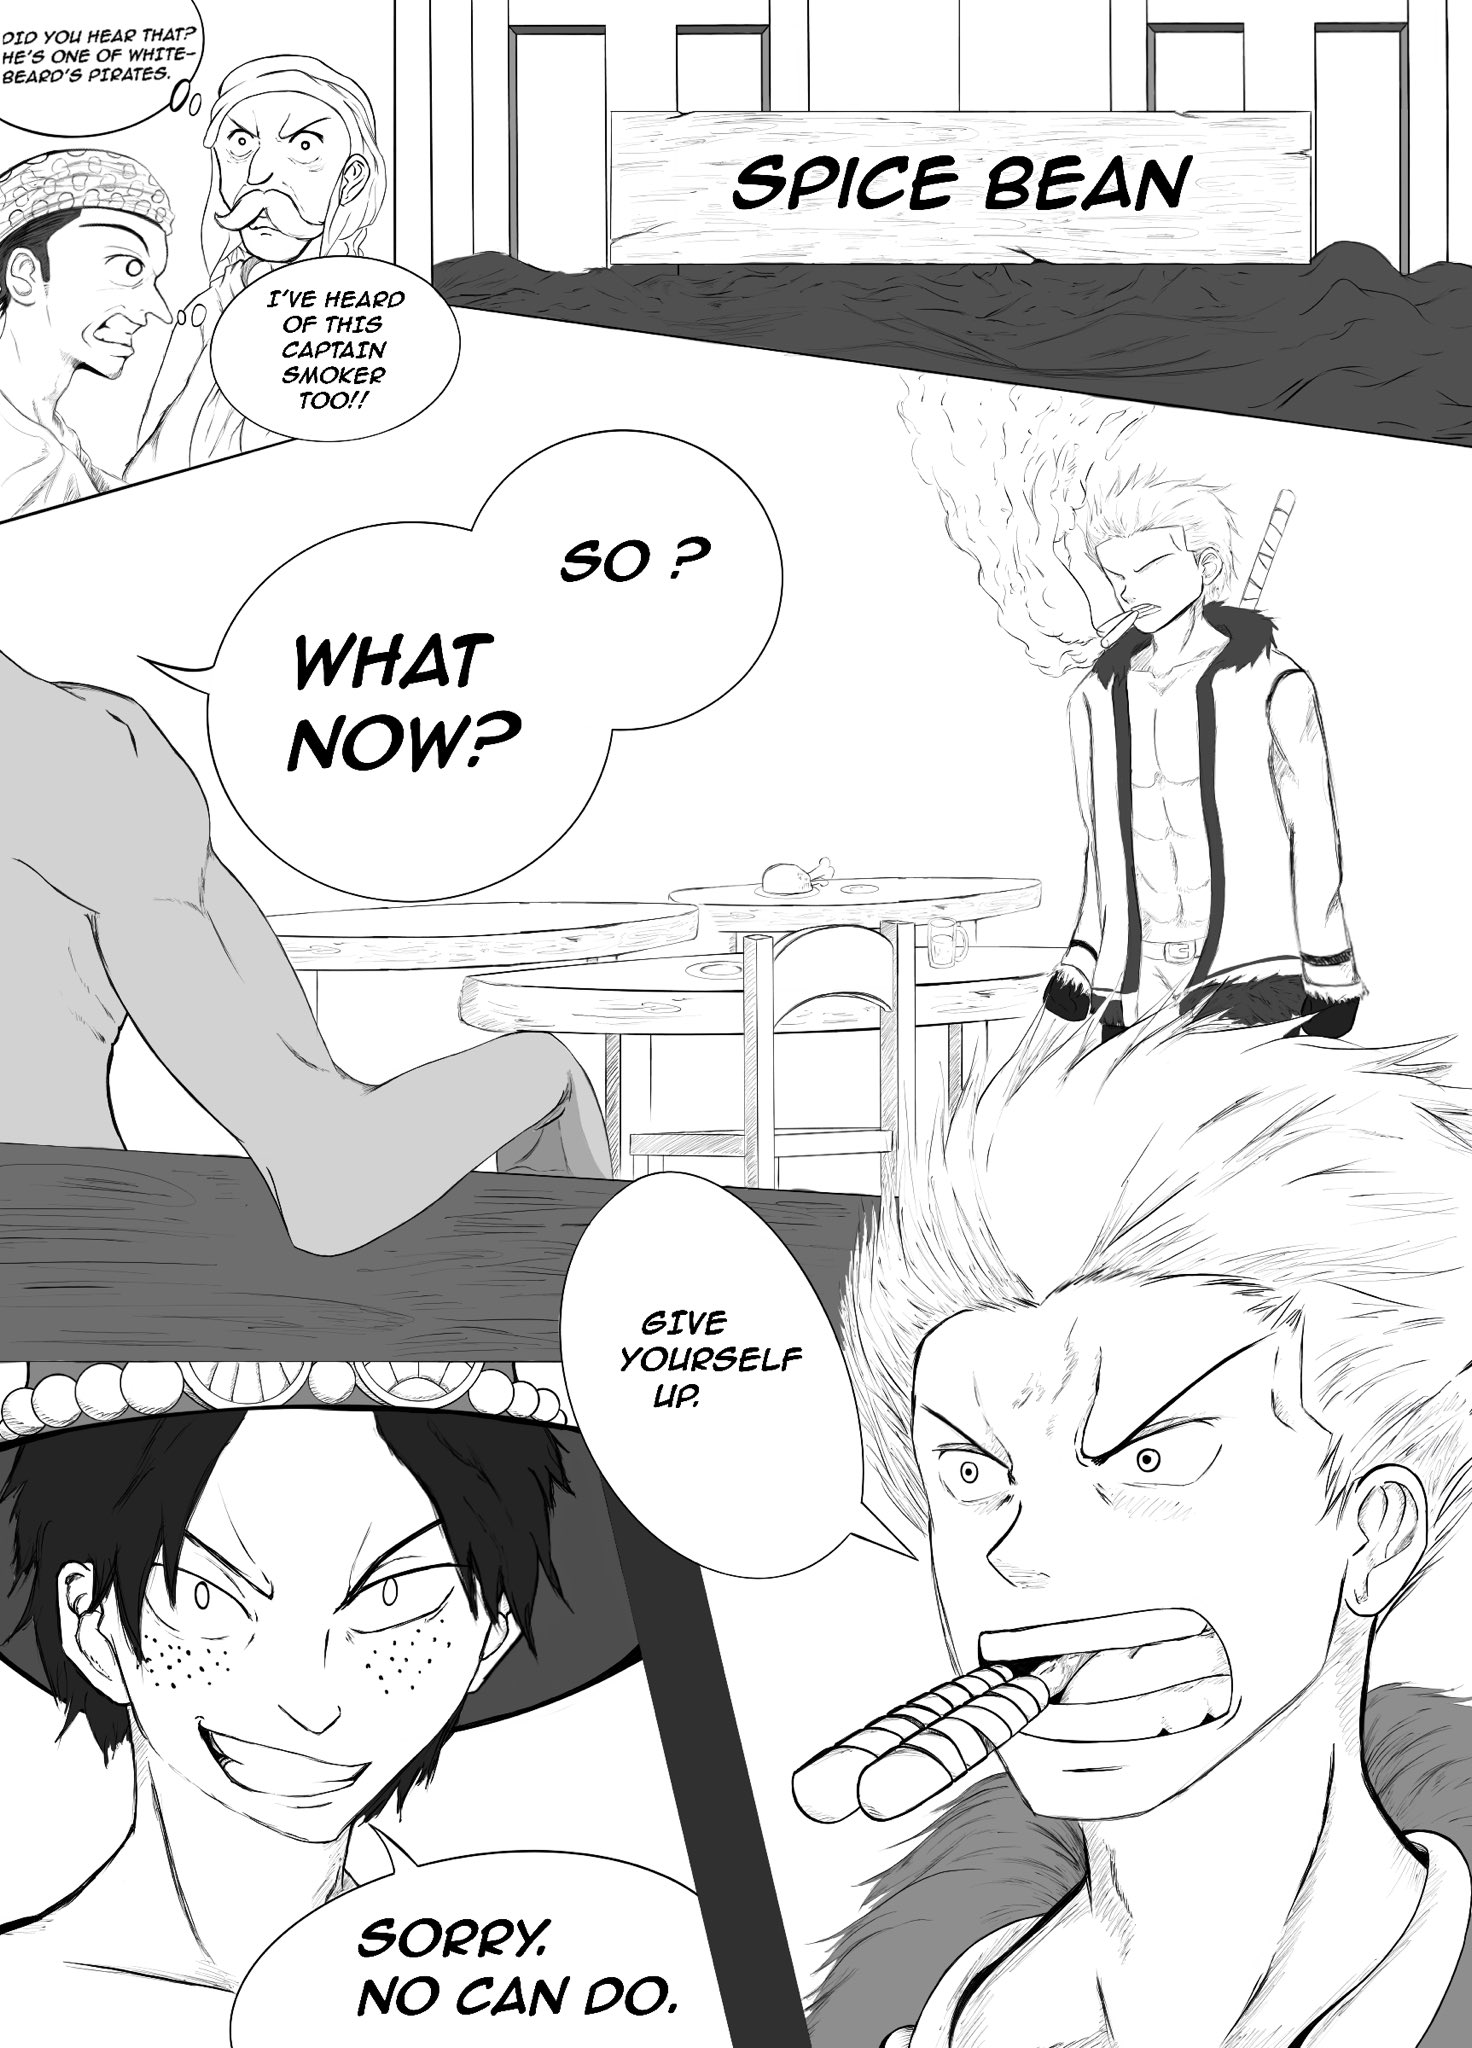 DID YOU HEAR THAT?
HE'S ONE OF WHITE-
BEARD'S PIRATES.
I'VE HEARD
OF THIS
CAPTAIN
SMOKER
TOO!!
SPICE BEAN
SO ?
WHAT
NOW?
GIVE
YOURSELF
UP.
SORRY.
NO CAN DO.